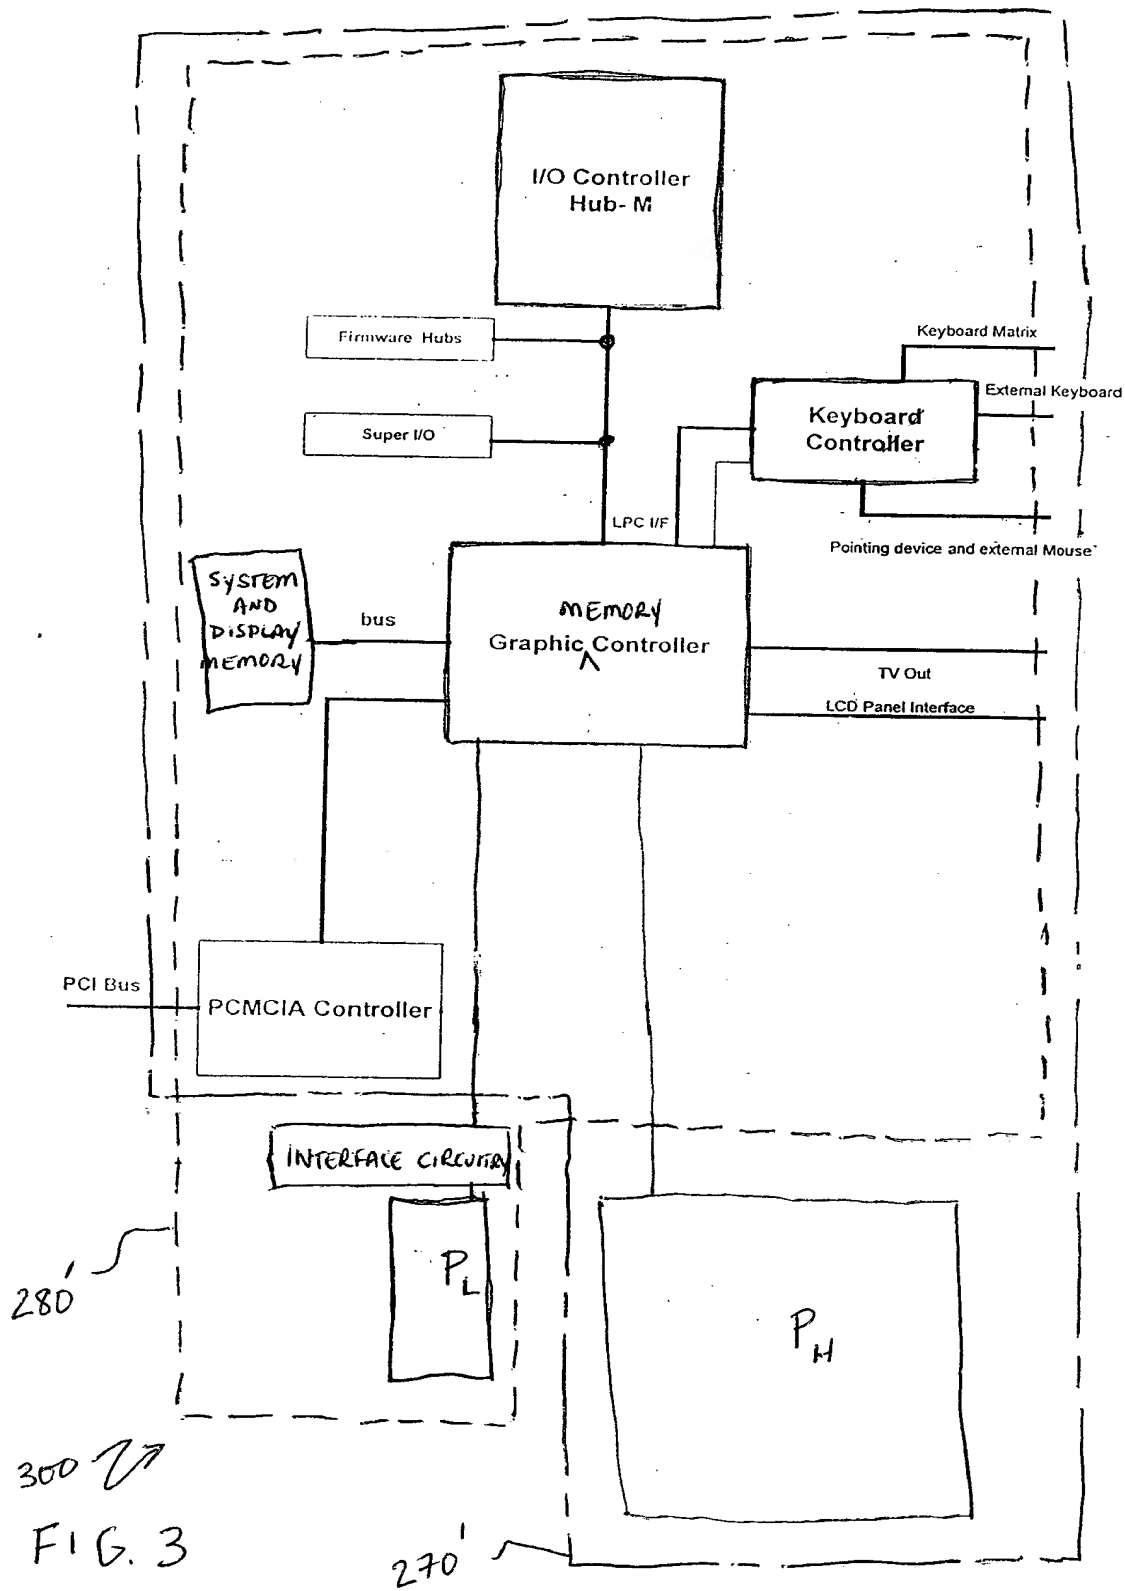 I/O Controller
Hub- M
Firmware Hubs
Super I/O
Keyboard Matrix
External Keyboard
Keyboard
Controller
LPC I/F
Pointing device and external Mouse
SYSTEM
AND
DISPLAY
MEMORY
bus
MEMORY
Graphic Controller
TV Out
LCD Panel Interface
PCI Bus
PCMCIA Controller
INTERFACE CIRCUITRY
PL
PH
280'
300
FIG. 3
270'